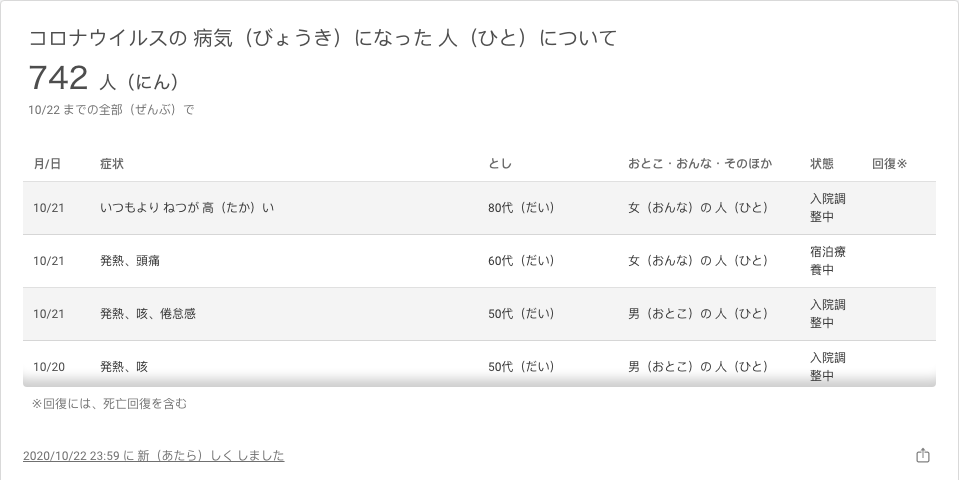 コロナウイルスの 病気（びょうき）になった 人（ひと）について
742 人（にん）
10/22 までの全部（ぜんぶ）で
月/日 症状 とし おとこ・おんな・そのほか 状態 回復※
10/21 いつもより ねつが 高（たか）い 80代（だい） 女（おんな）の 人（ひと） 入院調
整中
10/21 発熱、頭痛 60代（だい） 女（おんな）の 人（ひと） 宿泊療
養中
10/21 発熱、咳、倦怠感 50代（だい） 男（おとこ）の 人（ひと） 入院調
整中
10/20 発熱、咳 50代（だい） 男（おとこ）の 人（ひと） 入院調
整中
※回復には、死亡回復を含む
2020/10/22 23:59 に 新（あたら）しく しました